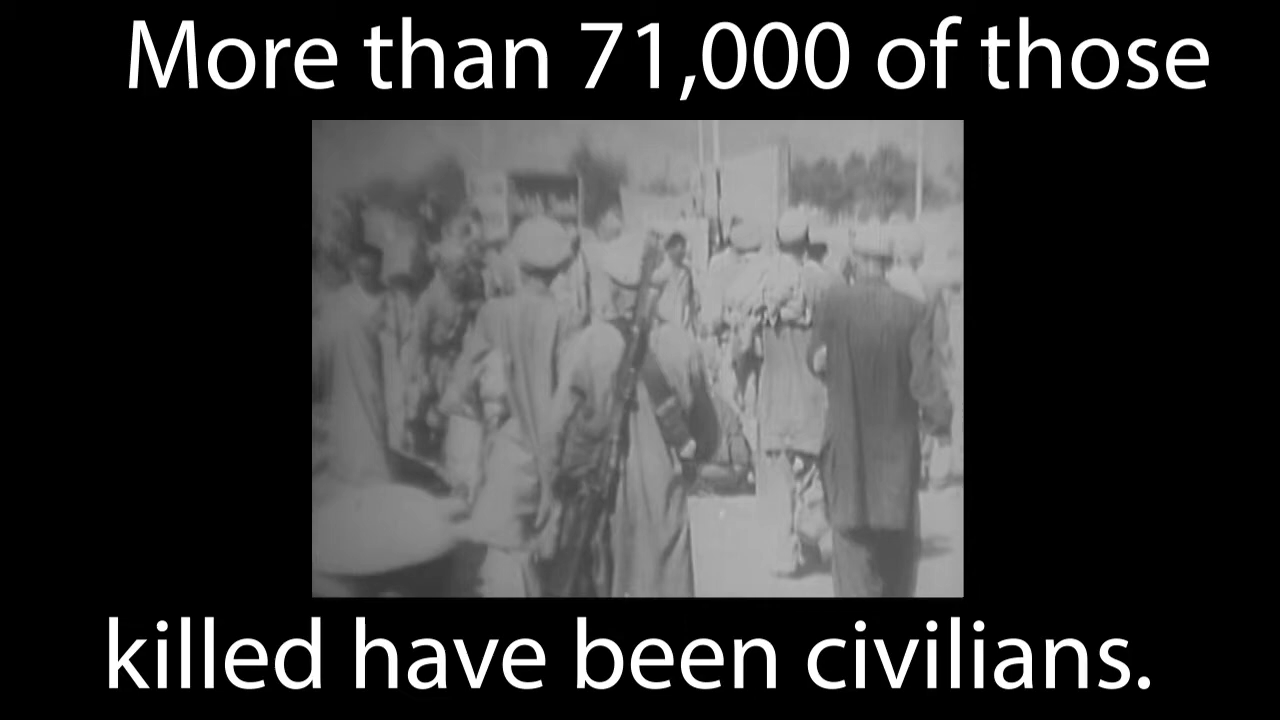 More than 71,000 of those
killed have been civilians.